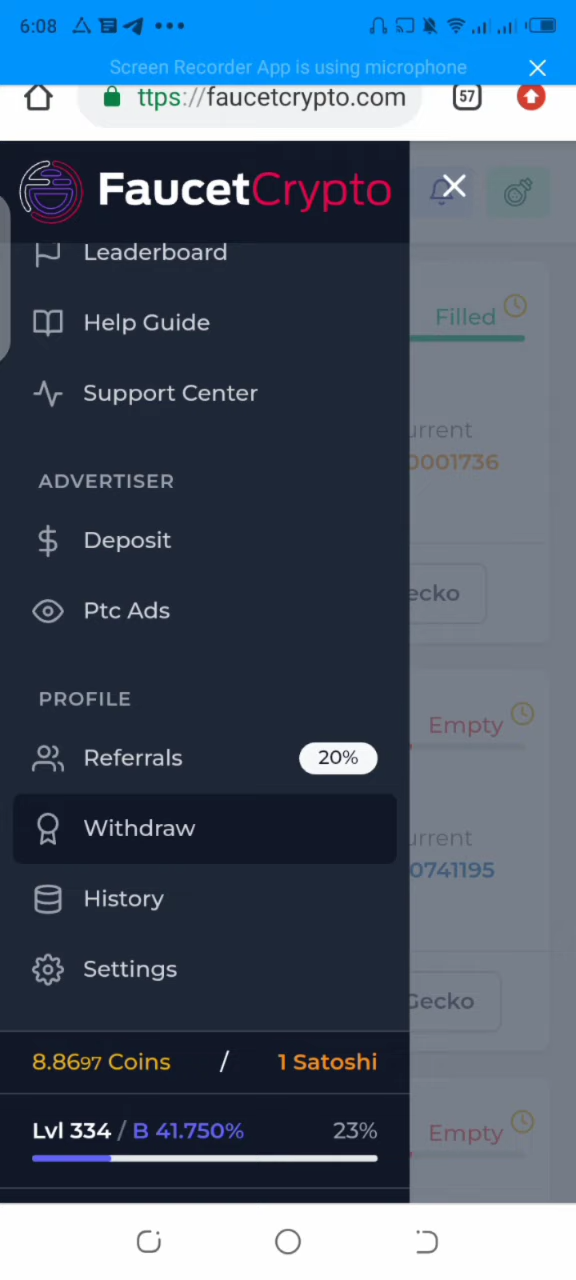 6:08
Screen Recorder App is using microphone
ttps://faucetcrypto.com
57
FaucetCrypto
Leaderboard
Filled
Help Guide
Support Center
urrent
0001736
ADVERTISER
Deposit
ecko
Ptc Ads
PROFILE
Empty
Referrals
20%
Withdraw
urrent
0741195
History
Settings
Gecko
8.8697 Coins / 1 Satoshi
Lvl 334 / B 41.750% 23%
Empty